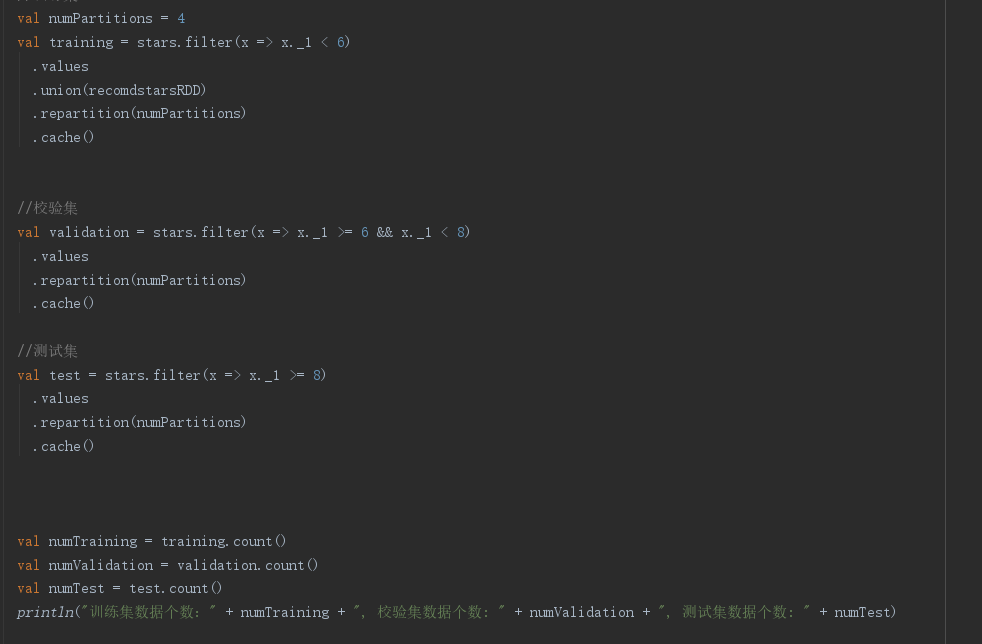 val numPartitions = 4
val training = stars.filter(x => x._1 < 6)
.values
.union(recomdstarsRDD)
.repartition(numPartitions)
.cache()
//校验集
val validation = stars.filter(x => x._1 >= 6 && x._1 < 8)
.values
.repartition(numPartitions)
.cache()
//测试集
val test = stars.filter(x => x._1 >= 8)
.values
.repartition(numPartitions)
.cache()
val numTraining = training.count()
val numValidation = validation.count()
val numTest = test.count()
println("训练集数据个数: " + numTraining + ", 校验集数据个数: " + numValidation + ", 测试集数据个数: " + numTest)